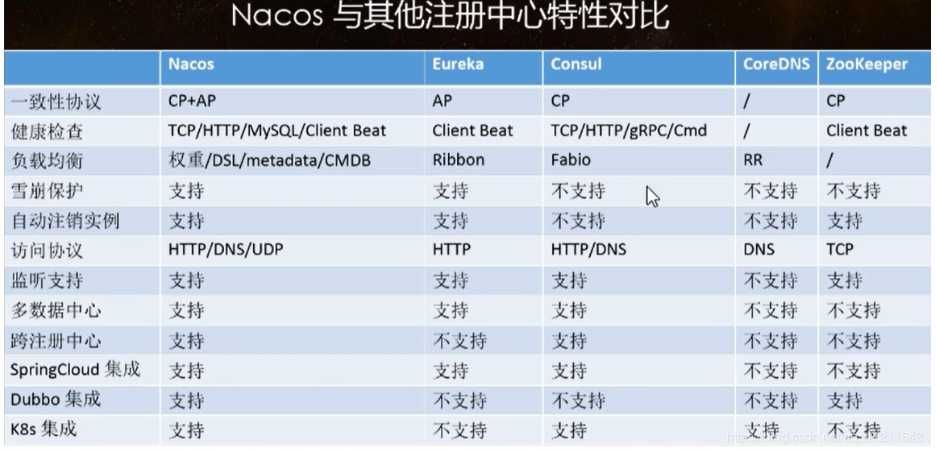 Nacos 与其他注册中心特性对比
Nacos Eureka Consul CoreDNS ZooKeeper
一致性协议 CP+AP AP CP / CP
健康检查 TCP/HTTP/MySQL/Client Beat Client Beat TCP/HTTP/gRPC/Cmd / Client Beat
负载均衡 权重/DSL/metadata/CMDB Ribbon Fabio RR /
雪崩保护 支持 支持 不支持 不支持 不支持
自动注销实例 支持 支持 不支持 不支持 支持
访问协议 HTTP/DNS/UDP HTTP HTTP/DNS DNS TCP
监听支持 支持 支持 支持 不支持 支持
多数据中心 支持 支持 支持 不支持 不支持
跨注册中心 支持 不支持 支持 不支持 不支持
SpringCloud 集成 支持 支持 支持 不支持 不支持
Dubbo 集成 支持 不支持 不支持 不支持 支持
K8s 集成 支持 不支持 支持 支持 不支持